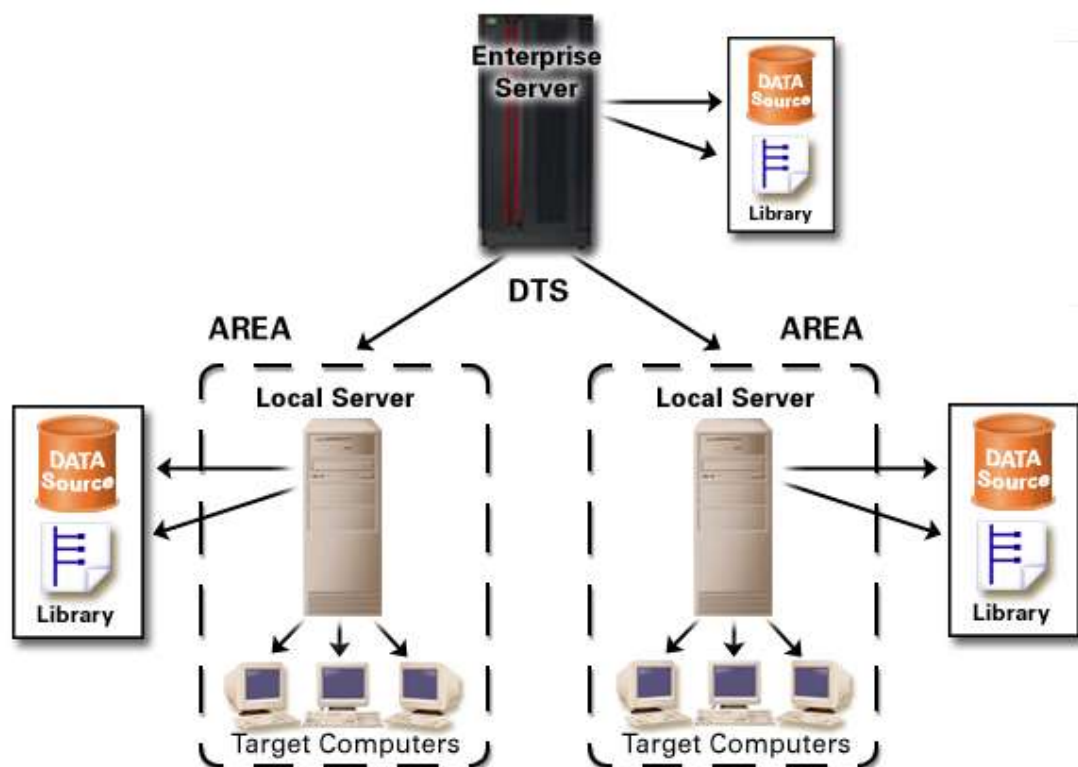 Enterprise
Server
DATA
Source
Library
DTS
AREA
AREA
Local Server
Local Server
DATA
Source
Library
DATA
Source
Library
Target Computers
Target Computers